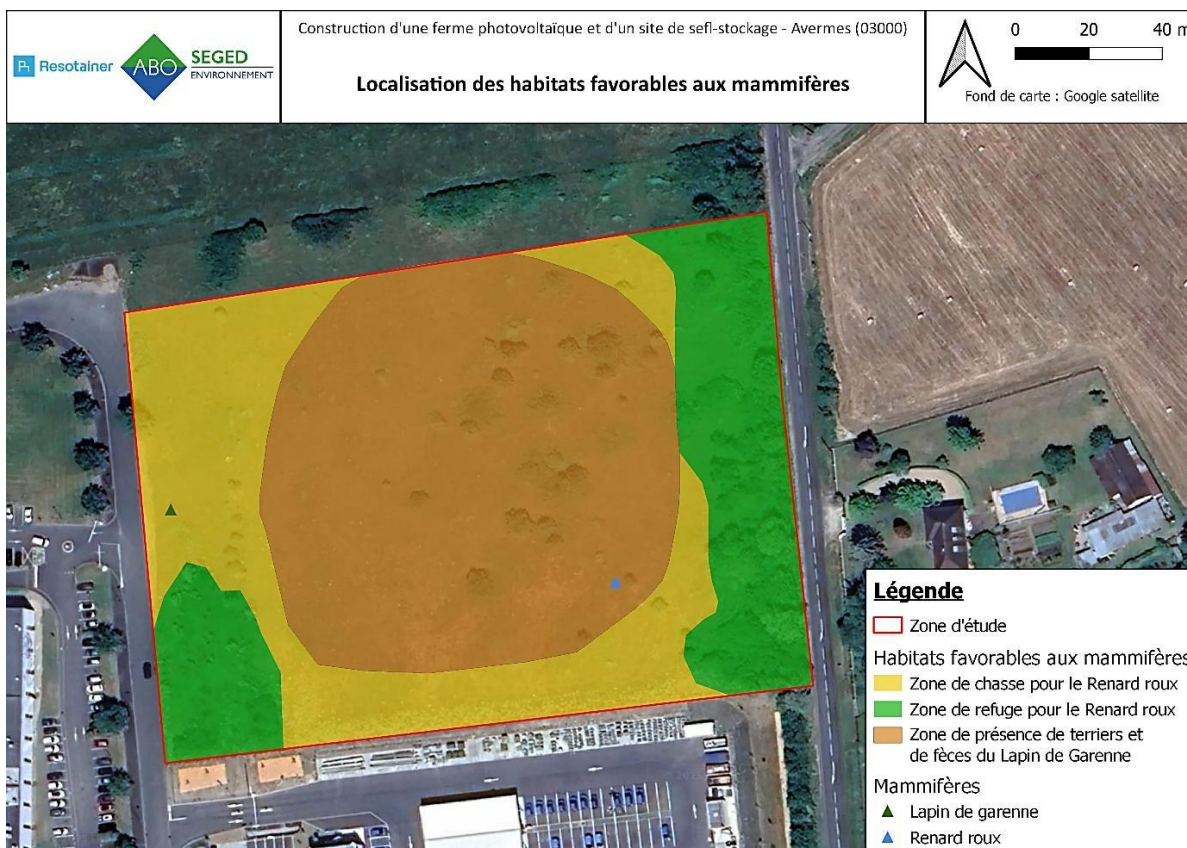 Resotainer
ABO
SEGED
ENVIRONNEMENT
Construction d'une ferme photovoltaïque et d'un site de sefl-stockage - Avermes (03000)
Localisation des habitats favorables aux mammifères
0 20 40 m
Fond de carte : Google satellite
Légende
Zone d'étude
Habitats favorables aux mammifères
Zone de chasse pour le Renard roux
Zone de refuge pour le Renard roux
Zone de présence de terriers et
de fèces du Lapin de Garenne
Mammifères
Lapin de garenne
Renard roux